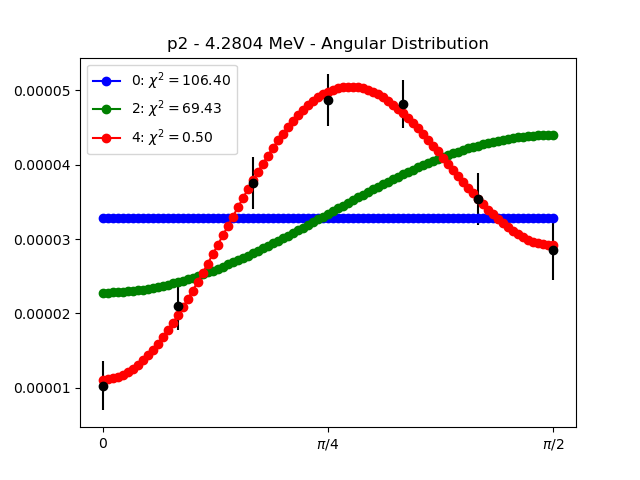 p2 - 4.2804 MeV - Angular Distribution
0: χ² = 106.40
2: χ² = 69.43
4: χ² = 0.50
0.00005
0.00004
0.00003
0.00002
0.00001
0
π/4
π/2